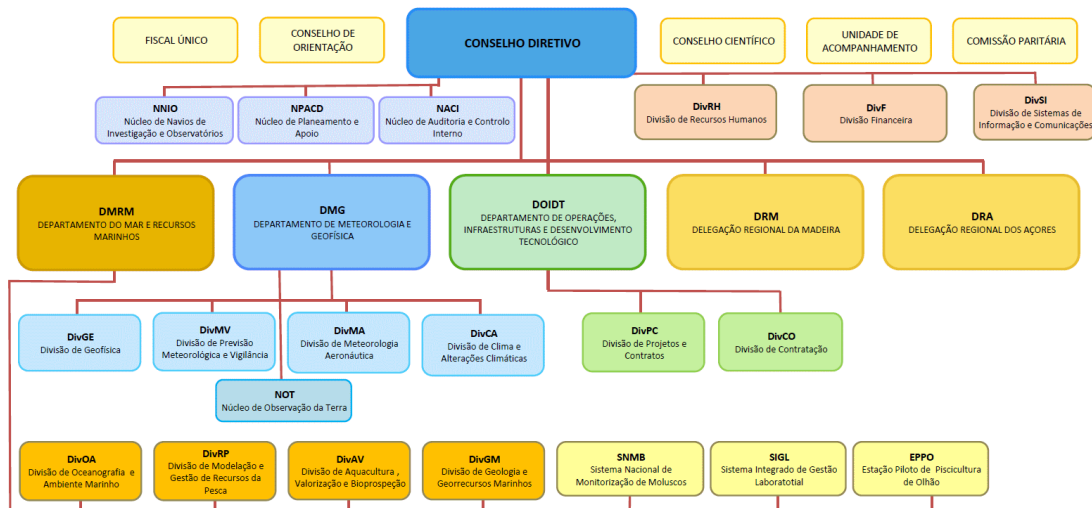 FISCAL ÚNICO
CONSELHO DE
ORIENTAÇÃO
CONSELHO DIRETIVO
CONSELHO CIENTÍFICO
UNIDADE DE
ACOMPANHAMENTO
COMISSÃO PARITÁRIA
NNIO
Núcleo de Navios de
Investigação e Observatórios
NPACD
Núcleo de Planeamento e
Apoio
NACI
Núcleo de Auditoria e Controlo
Interno
DivRH
Divisão de Recursos Humanos
DivF
Divisão Financeira
DivSI
Divisão de Sistemas de
Informação e Comunicações
DMRM
DEPARTAMENTO DO MAR E RECURSOS
MARINHOS
DMG
DEPARTAMENTO DE METEOROLOGIA E
GEOFÍSICA
DOIDT
DEPARTAMENTO DE OPERAÇÕES,
INFRAESTRUTURAS E DESENVOLVIMENTO
TECNOLÓGICO
DRM
DELEGAÇÃO REGIONAL DA MADEIRA
DRA
DELEGAÇÃO REGIONAL DOS AÇORES
DivGE
Divisão de Geofísica
DivMV
Divisão de Previsão
Meteorológica e Vigilância
DivMA
Divisão de Meteorologia
Aeronáutica
DivCA
Divisão de Clima e
Alterações Climáticas
DivPC
Divisão de Projetos e
Contratos
DivCO
Divisão de Contratação
NOT
Núcleo de Observação da Terra
DivOA
Divisão de Oceanografia e
Ambiente Marinho
DivRP
Divisão de Modelação e
Gestão de Recursos da
Pesca
DivAV
Divisão de Aquacultura ,
Valorização e Bioprospeção
DivGM
Divisão de Geologia e
Georrecursos Marinhos
SNMB
Sistema Nacional de
Monitorização de Moluscos
SIGL
Sistema Integrado de Gestão
Laboratotial
EPPO
Estação Piloto de Piscicultura
de Olhão